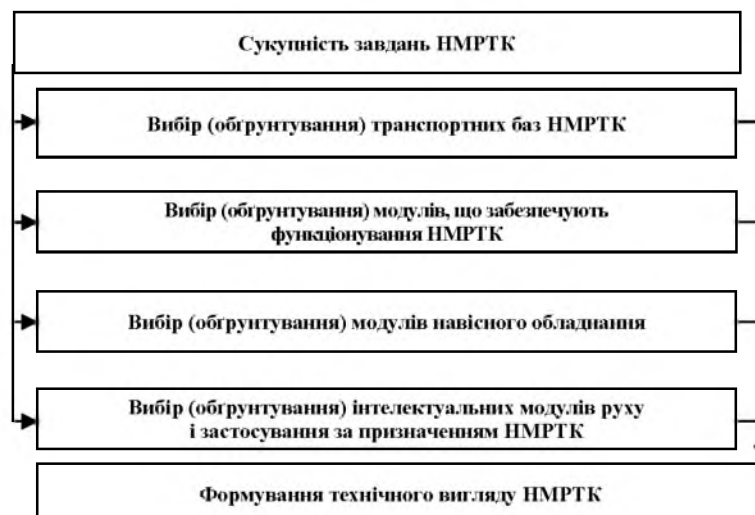 Сукупність завдань НМРТК
Вибір (обґрунтування) транспортних баз НМРТК
Вибір (обґрунтування) модулів, що забезпечують
функціонування НМРТК
Вибір (обґрунтування) модулів навісного обладнання
Вибір (обґрунтування) інтелектуальних модулів руху
і застосування за призначенням НМРТК
Формування технічного вигляду НМРТК